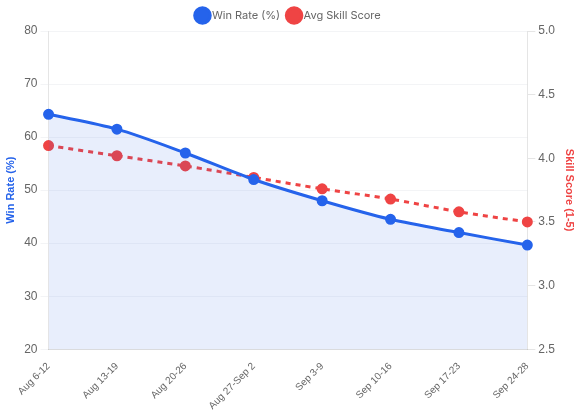 Win Rate (%) Avg Skill Score
80 5.0
70 4.5
60 4.0
50 3.5
40 3.0
30 2.5
20
Win Rate (%)
Skill Score (1-5)
Aug 6-12
Aug 13-19
Aug 20-26
Aug 27-Sep 2
Sep 3-9
Sep 10-16
Sep 17-23
Sep 24-28